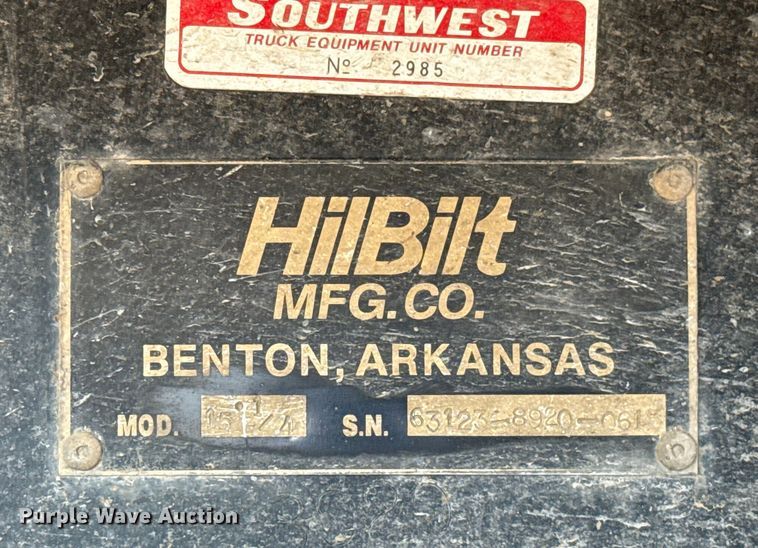 SOUTHWEST
TRUCK EQUIPMENT UNIT NUMBER
Nº 2985
HilBilt
MFG. CO.
BENTON, ARKANSAS
MOD. S.N.
Purple Wave Auction